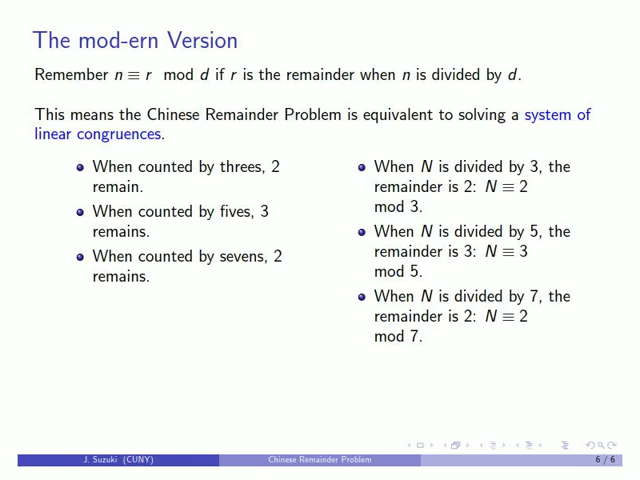 The mod-ern Version
Remember n ≡ r mod d if r is the remainder when n is divided by d.
This means the Chinese Remainder Problem is equivalent to solving a system of
linear congruences.
When counted by threes, 2
remain.
When counted by fives, 3
remains.
When counted by sevens, 2
remains.
When N is divided by 3, the
remainder is 2: N ≡ 2
mod 3.
When N is divided by 5, the
remainder is 3: N ≡ 3
mod 5.
When N is divided by 7, the
remainder is 2: N ≡ 2
mod 7.
J. Suzuki (CUNY)
Chinese Remainder Problem
6 / 6